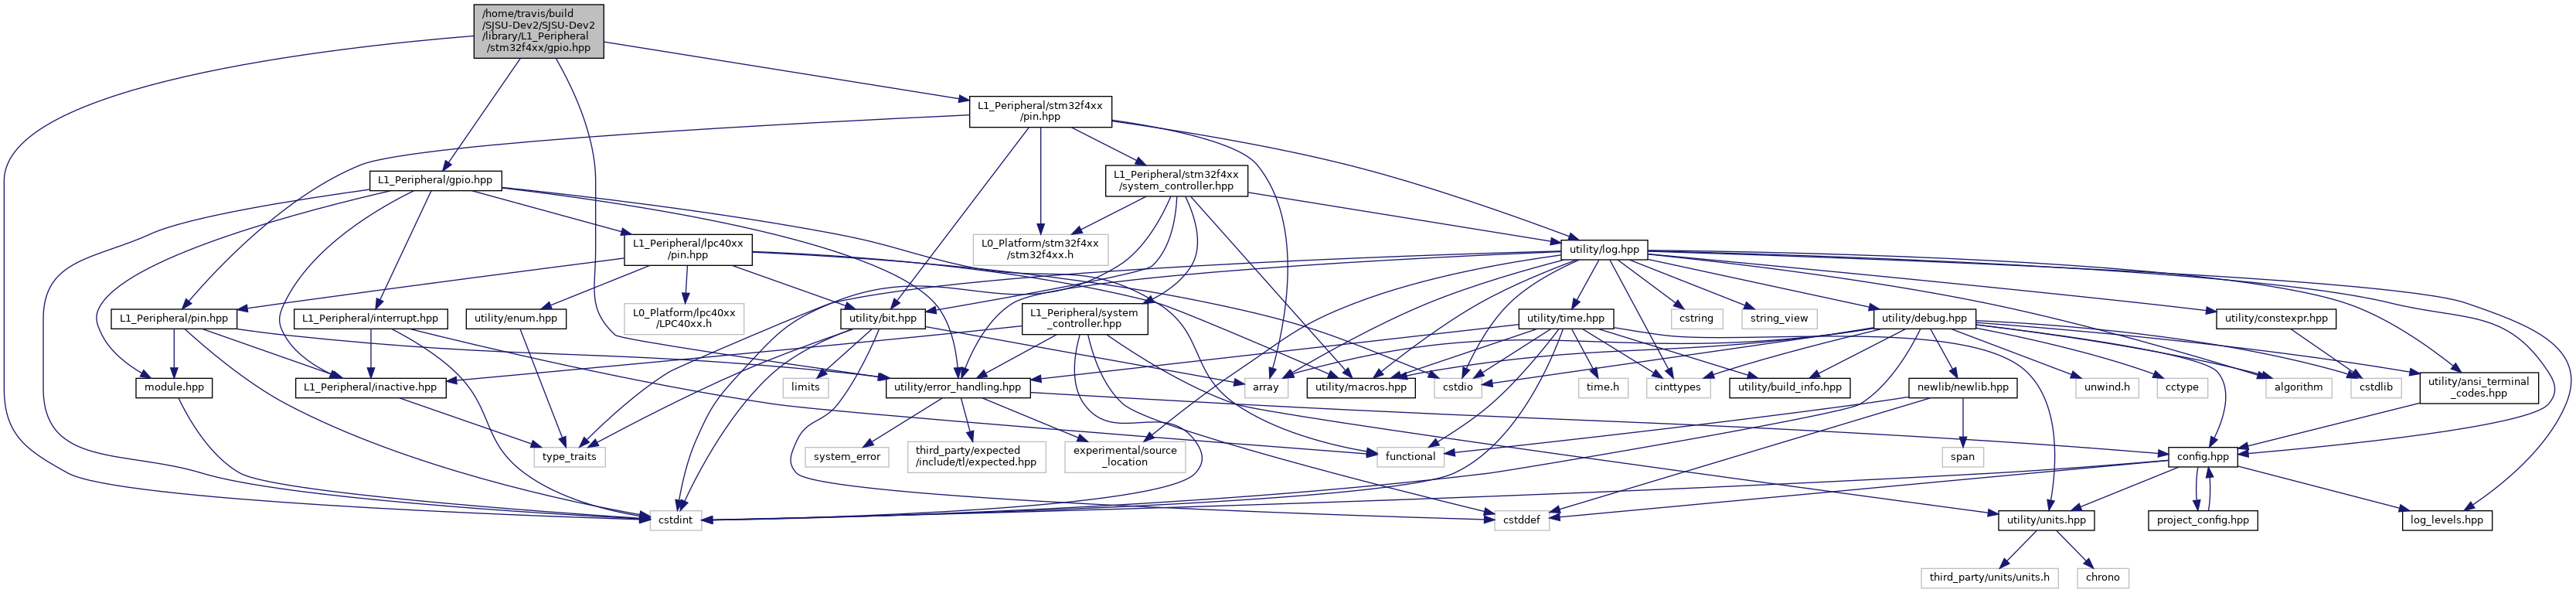 /home/travis/build
/SJSU-Dev2/SJSU-Dev2
/library/L1_Peripheral
/stm32f4xx/gpio.hpp
L1_Peripheral/stm32f4xx
/pin.hpp
L1_Peripheral/gpio.hpp
L1_Peripheral/stm32f4xx
/system_controller.hpp
L1_Peripheral/lpc40xx
/pin.hpp
L0_Platform/stm32f4xx
/stm32f4xx.h
utility/log.hpp
L1_Peripheral/pin.hpp
L1_Peripheral/interrupt.hpp
utility/enum.hpp
L0_Platform/lpc40xx
/LPC40xx.h
utility/bit.hpp
L1_Peripheral/system
_controller.hpp
utility/time.hpp
cstring
string_view
utility/debug.hpp
utility/constexpr.hpp
module.hpp
L1_Peripheral/inactive.hpp
limits
utility/error_handling.hpp
array
utility/macros.hpp
cstdio
time.h
cinttypes
utility/build_info.hpp
newlib/newlib.hpp
unwind.h
cctype
algorithm
cstdlib
utility/ansi_terminal
_codes.hpp
type_traits
system_error
third_party/expected
/include/tl/expected.hpp
experimental/source
_location
functional
span
config.hpp
cstdint
cstddef
utility/units.hpp
project_config.hpp
log_levels.hpp
third_party/units/units.h
chrono